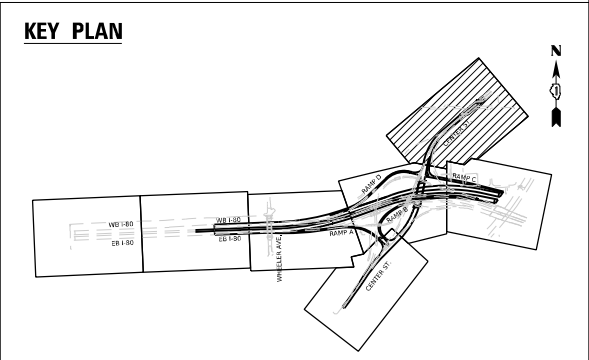 KEY PLAN
N
CENTER ST.
RAMP D
RAMP C
WB I-80
WB I-80
RAMP B
EB I-80
EB I-80
RAMP A
WHEELER AVE.
CENTER ST.